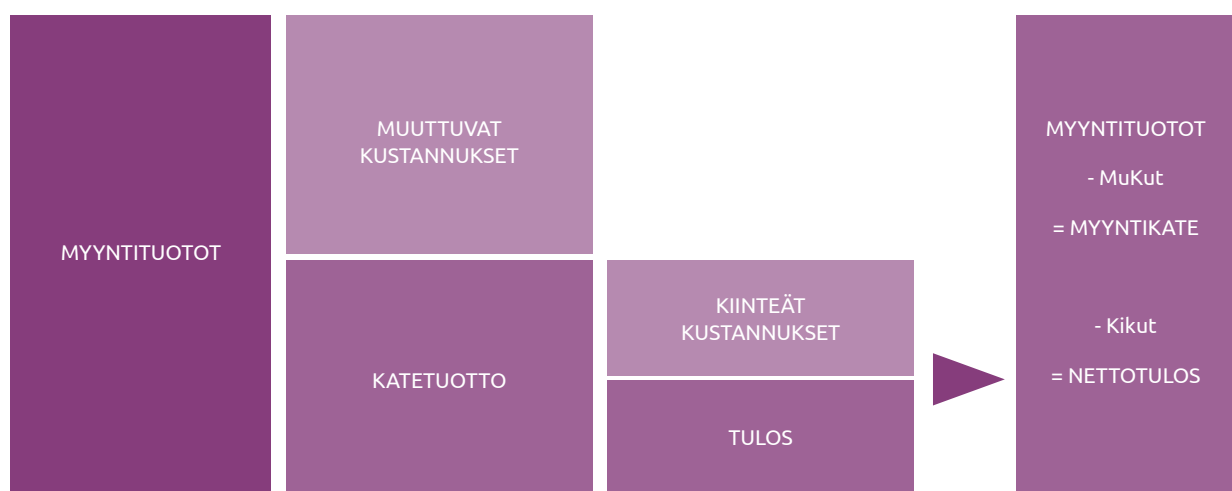 MYYNTITUOTOT
MUUTTUVAT
KUSTANNUKSET
KATETUOTTO
KIINTEÄT
KUSTANNUKSET
TULOS
MYYNTITUOTOT
- MuKut
= MYYNTIKATE
- Kikut
= NETTOTULOS